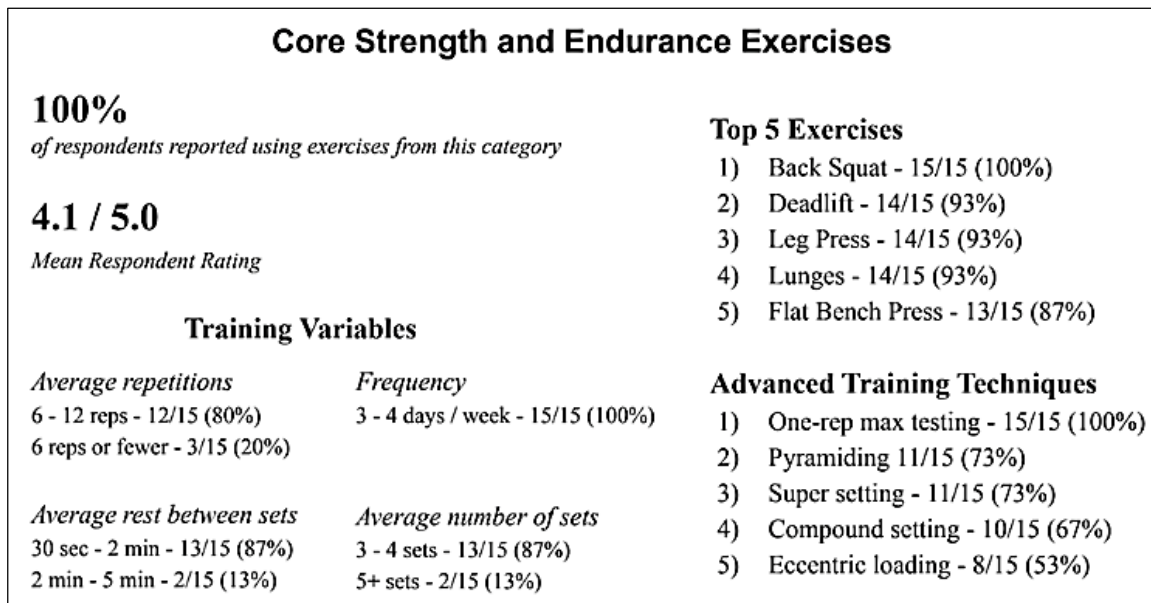 Core Strength and Endurance Exercises
100%
of respondents reported using exercises from this category
4.1 / 5.0
Mean Respondent Rating
Training Variables
Average repetitions
6 - 12 reps - 12/15 (80%)
6 reps or fewer - 3/15 (20%)
Frequency
3 - 4 days / week - 15/15 (100%)
Average rest between sets
30 sec - 2 min - 13/15 (87%)
2 min - 5 min - 2/15 (13%)
Average number of sets
3 - 4 sets - 13/15 (87%)
5+ sets - 2/15 (13%)
Top 5 Exercises
1) Back Squat - 15/15 (100%)
2) Deadlift - 14/15 (93%)
3) Leg Press - 14/15 (93%)
4) Lunges - 14/15 (93%)
5) Flat Bench Press - 13/15 (87%)
Advanced Training Techniques
1) One-rep max testing - 15/15 (100%)
2) Pyramiding 11/15 (73%)
3) Super setting - 11/15 (73%)
4) Compound setting - 10/15 (67%)
5) Eccentric loading - 8/15 (53%)